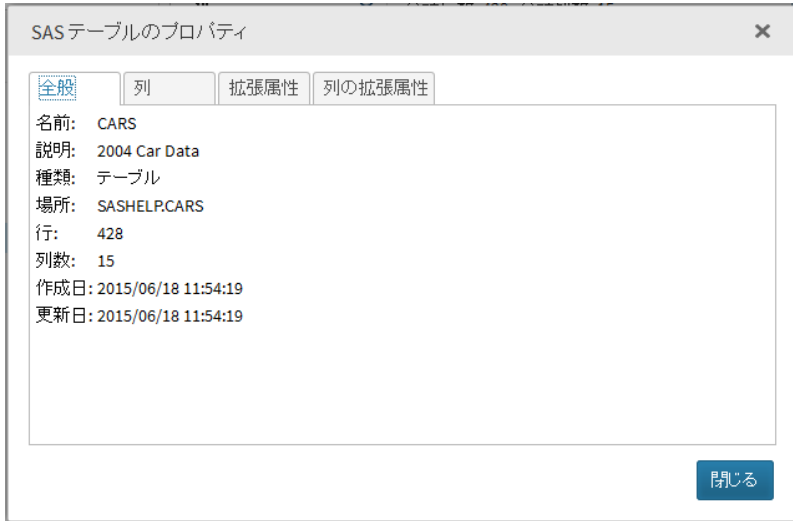 SAS テーブルのプロパティ
全般 列 拡張属性 列の拡張属性
名前: CARS
説明: 2004 Car Data
種類: テーブル
場所: SASHELP.CARS
行: 428
列数: 15
作成日: 2015/06/18 11:54:19
更新日: 2015/06/18 11:54:19
閉じる